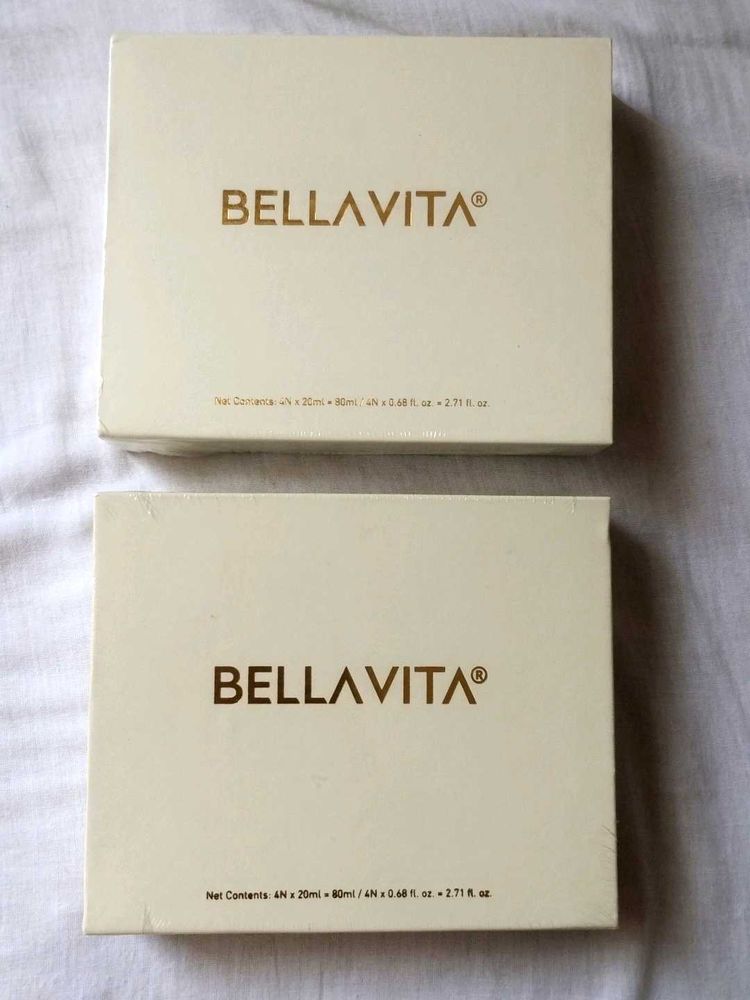 BELLAVITA®
Net Contents: 4N x 20ml = 80ml / 4N x 0.68 fl. oz. = 2.71 fl. oz.
BELLAVITA®
Net Contents: 4N x 20ml = 80ml / 4N x 0.68 fl. oz. = 2.71 fl. oz.